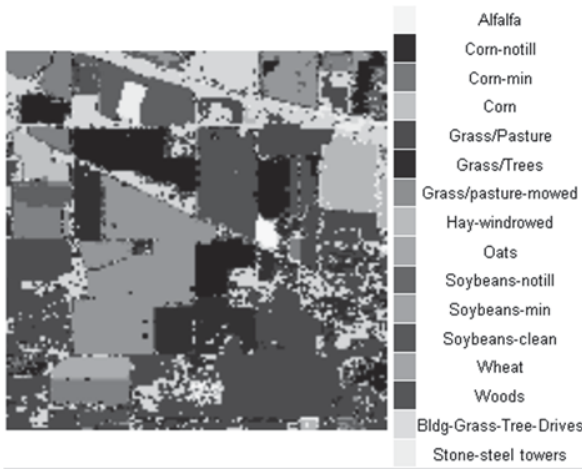 Alfalfa
Corn-notill
Corn-min
Corn
Grass/Pasture
Grass/Trees
Grass/pasture-mowed
Hay-windrowed
Oats
Soybeans-notill
Soybeans-min
Soybeans-clean
Wheat
Woods
Bldg-Grass-Tree-Drives
Stone-steel towers